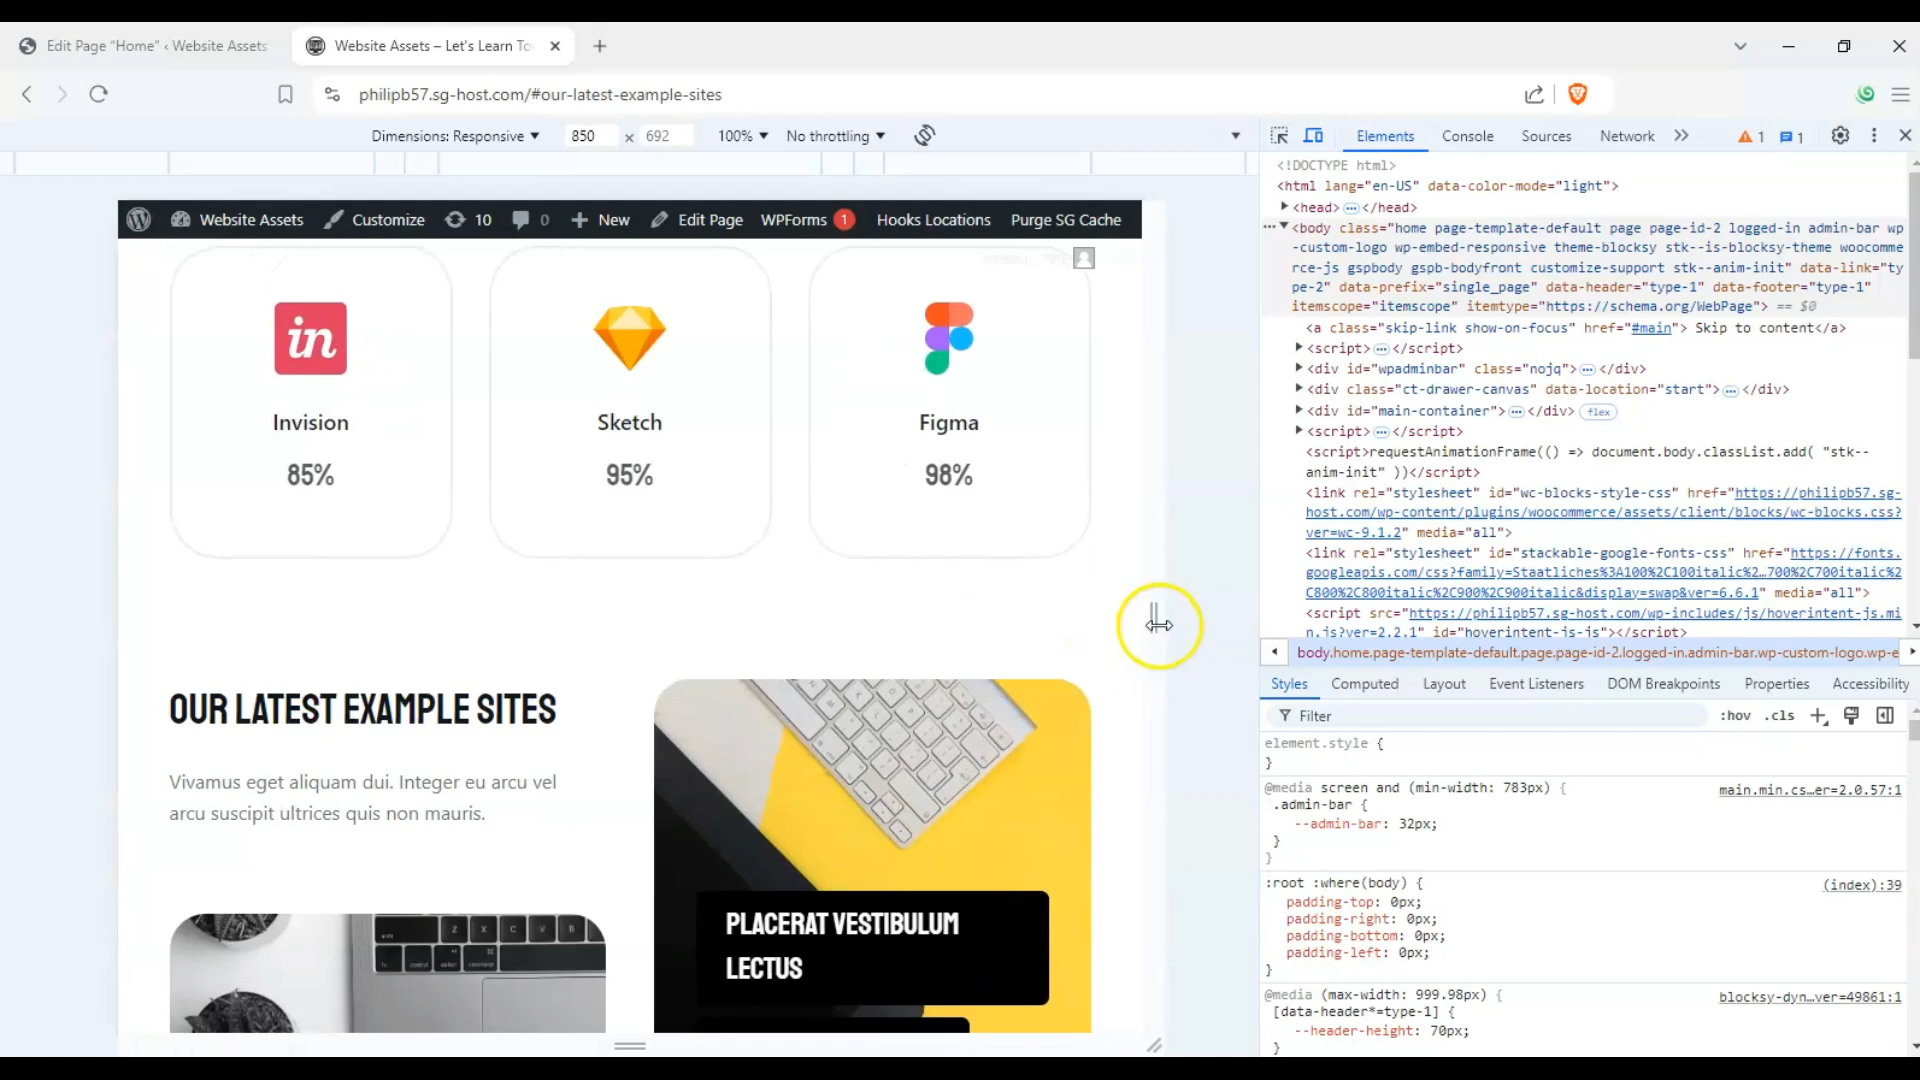 Edit Page "Home" ‹ Website Assets
Website Assets – Let's Learn To
philipb57.sg-host.com/#our-latest-example-sites
Dimensions: Responsive 850 x 692 100% No throttling
Elements Console Sources Network 1 1
Website Assets Customize 10 0 New Edit Page WPForms 1 Hooks Locations Purge SG Cache
in
Invision
85%
Sketch
95%
Figma
98%
OUR LATEST EXAMPLE SITES
Vivamus eget aliquam dui. Integer eu arcu vel
arcu suscipit ultrices quis non mauris.
Z X C V B
PLACERAT VESTIBULUM
LECTUS
<!DOCTYPE html>
<html lang="en-US" data-color-mode="light">
<head> … </head>
<body class="home page-template-default page page-id-2 logged-in admin-bar wp
-custom-logo wp-embed-responsive theme-blocksy stk--is-blocksy-theme woocomme
rce-js gspbody gspb-bodyfront customize-support stk--anim-init" data-link="ty
pe-2" data-prefix="single_page" data-header="type-1" data-footer="type-1"
itemscope="itemscope" itemtype="https://schema.org/WebPage"> == $0
<a class="skip-link show-on-focus" href="#main"> Skip to content</a>
<script> … </script>
<div id="wpadminbar" class="nojq"> … </div>
<div class="ct-drawer-canvas" data-location="start"> … </div>
<div id="main-container"> … </div> flex
<script> … </script>
<script>requestAnimationFrame(() => document.body.classList.add( "stk--
anim-init" ))</script>
<link rel="stylesheet" id="wc-blocks-style-css" href="https://philipb57.sg-
host.com/wp-content/plugins/woocommerce/assets/client/blocks/wc-blocks.css?
ver=wc-9.1.2" media="all">
<link rel="stylesheet" id="stackable-google-fonts-css" href="https://fonts.
googleapis.com/css?family=Staatliches%3A100%2C100italic%2…700%2C700italic%2
C800%2C800italic%2C900%2C900italic&display=swap&ver=6.6.1" media="all">
<script src="https://philipb57.sg-host.com/wp-includes/js/hoverintent-js.mi
n.js?ver=2.2.1" id="hoverintent-js-js"></script>
body.home.page-template-default.page.page-id-2.logged-in.admin-bar.wp-custom-logo.wp-e
Styles Computed Layout Event Listeners DOM Breakpoints Properties Accessibility
Filter :hov .cls
element.style {
}
@media screen and (min-width: 783px) { main.min.cs…er=2.0.57:1
.admin-bar {
--admin-bar: 32px;
}
}
:root :where(body) { (index):39
padding-top: 0px;
padding-right: 0px;
padding-bottom: 0px;
padding-left: 0px;
}
@media (max-width: 999.98px) { blocksy-dyn…ver=49861:1
[data-header*=type-1] {
--header-height: 70px;
}